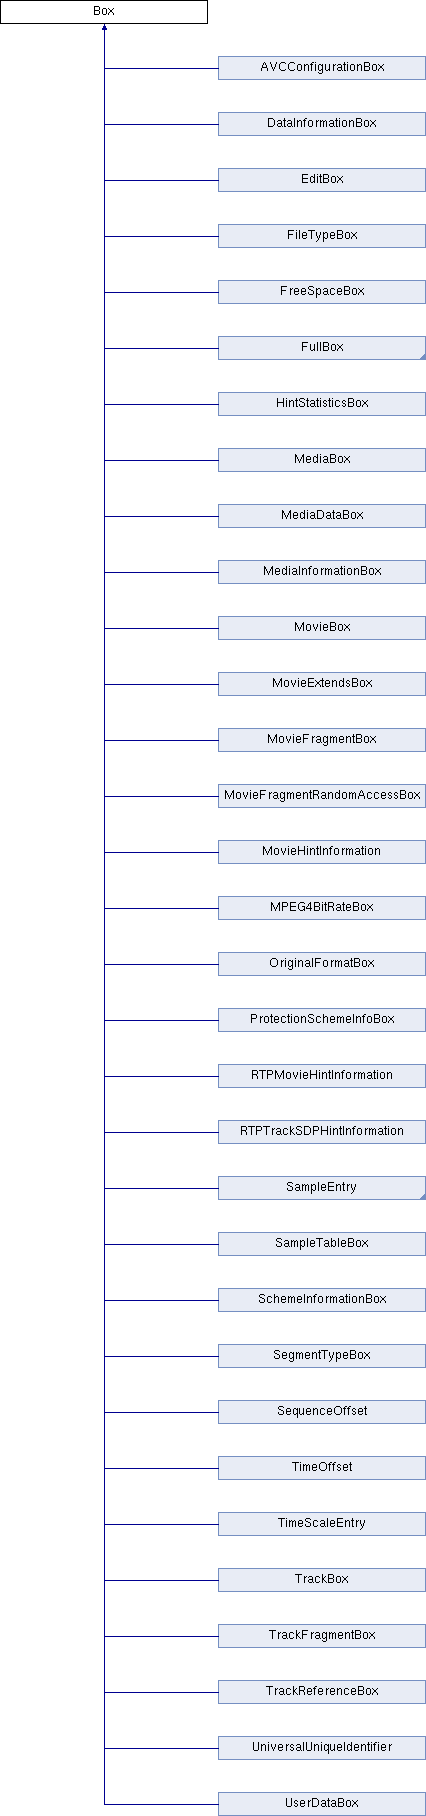 Box
AVCConfigurationBox
DataInformationBox
EditBox
FileTypeBox
FreeSpaceBox
FullBox
HintStatisticsBox
MediaBox
MediaDataBox
MediaInformationBox
MovieBox
MovieExtendsBox
MovieFragmentBox
MovieFragmentRandomAccessBox
MovieHintInformation
MPEG4BitRateBox
OriginalFormatBox
ProtectionSchemeInfoBox
RTPMovieHintInformation
RTPTrackSDPHintInformation
SampleEntry
SampleTableBox
SchemeInformationBox
SegmentTypeBox
SequenceOffset
TimeOffset
TimeScaleEntry
TrackBox
TrackFragmentBox
TrackReferenceBox
UniversalUniqueIdentifier
UserDataBox